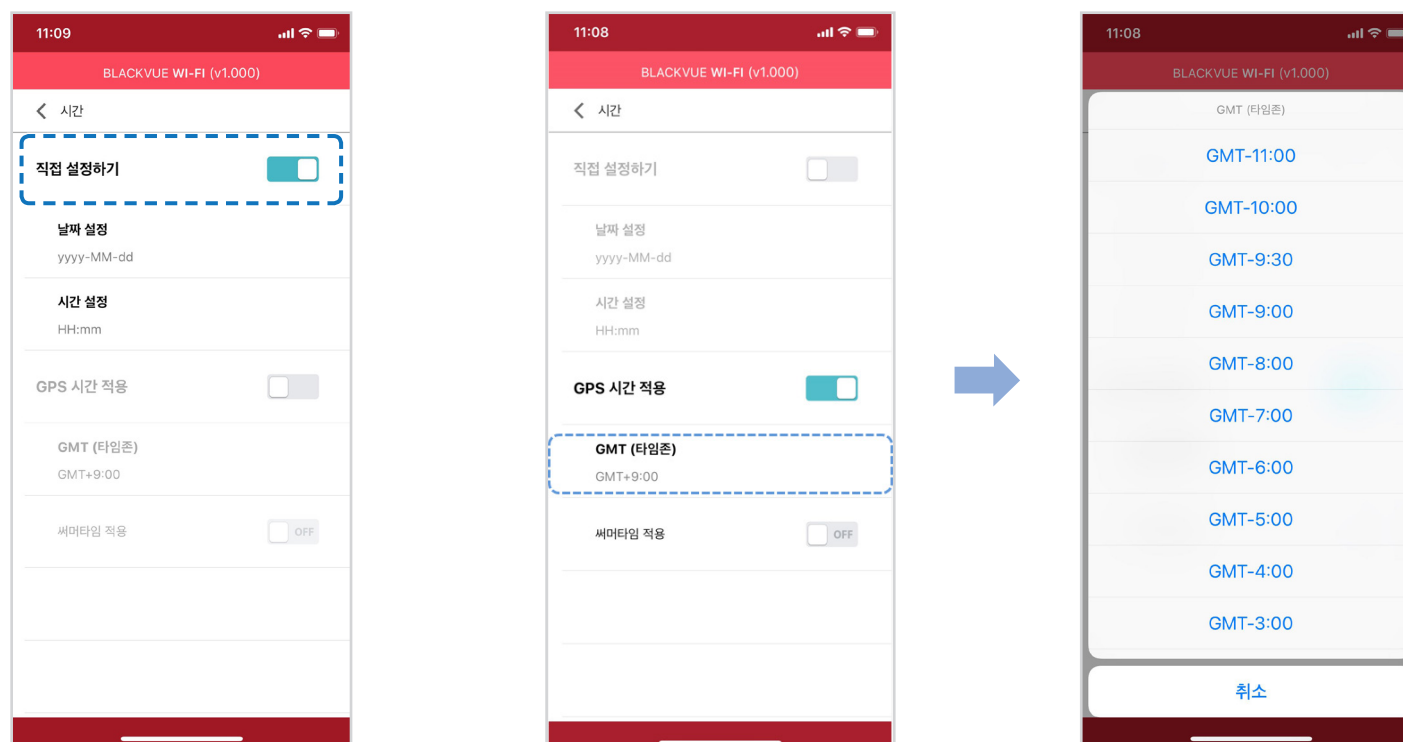 11:09
BLACKVUE WI-FI (v1.000)
시간
직접 설정하기
날짜 설정
yyyy-MM-dd
시간 설정
HH:mm
GPS 시간 적용
GMT (타임존)
GMT+9:00
써머타임 적용
OFF
11:08
BLACKVUE WI-FI (v1.000)
시간
직접 설정하기
날짜 설정
yyyy-MM-dd
시간 설정
HH:mm
GPS 시간 적용
GMT (타임존)
GMT+9:00
써머타임 적용
OFF
11:08
BLACKVUE WI-FI (v1.000)
GMT (타임존)
GMT-11:00
GMT-10:00
GMT-9:30
GMT-9:00
GMT-8:00
GMT-7:00
GMT-6:00
GMT-5:00
GMT-4:00
GMT-3:00
취소